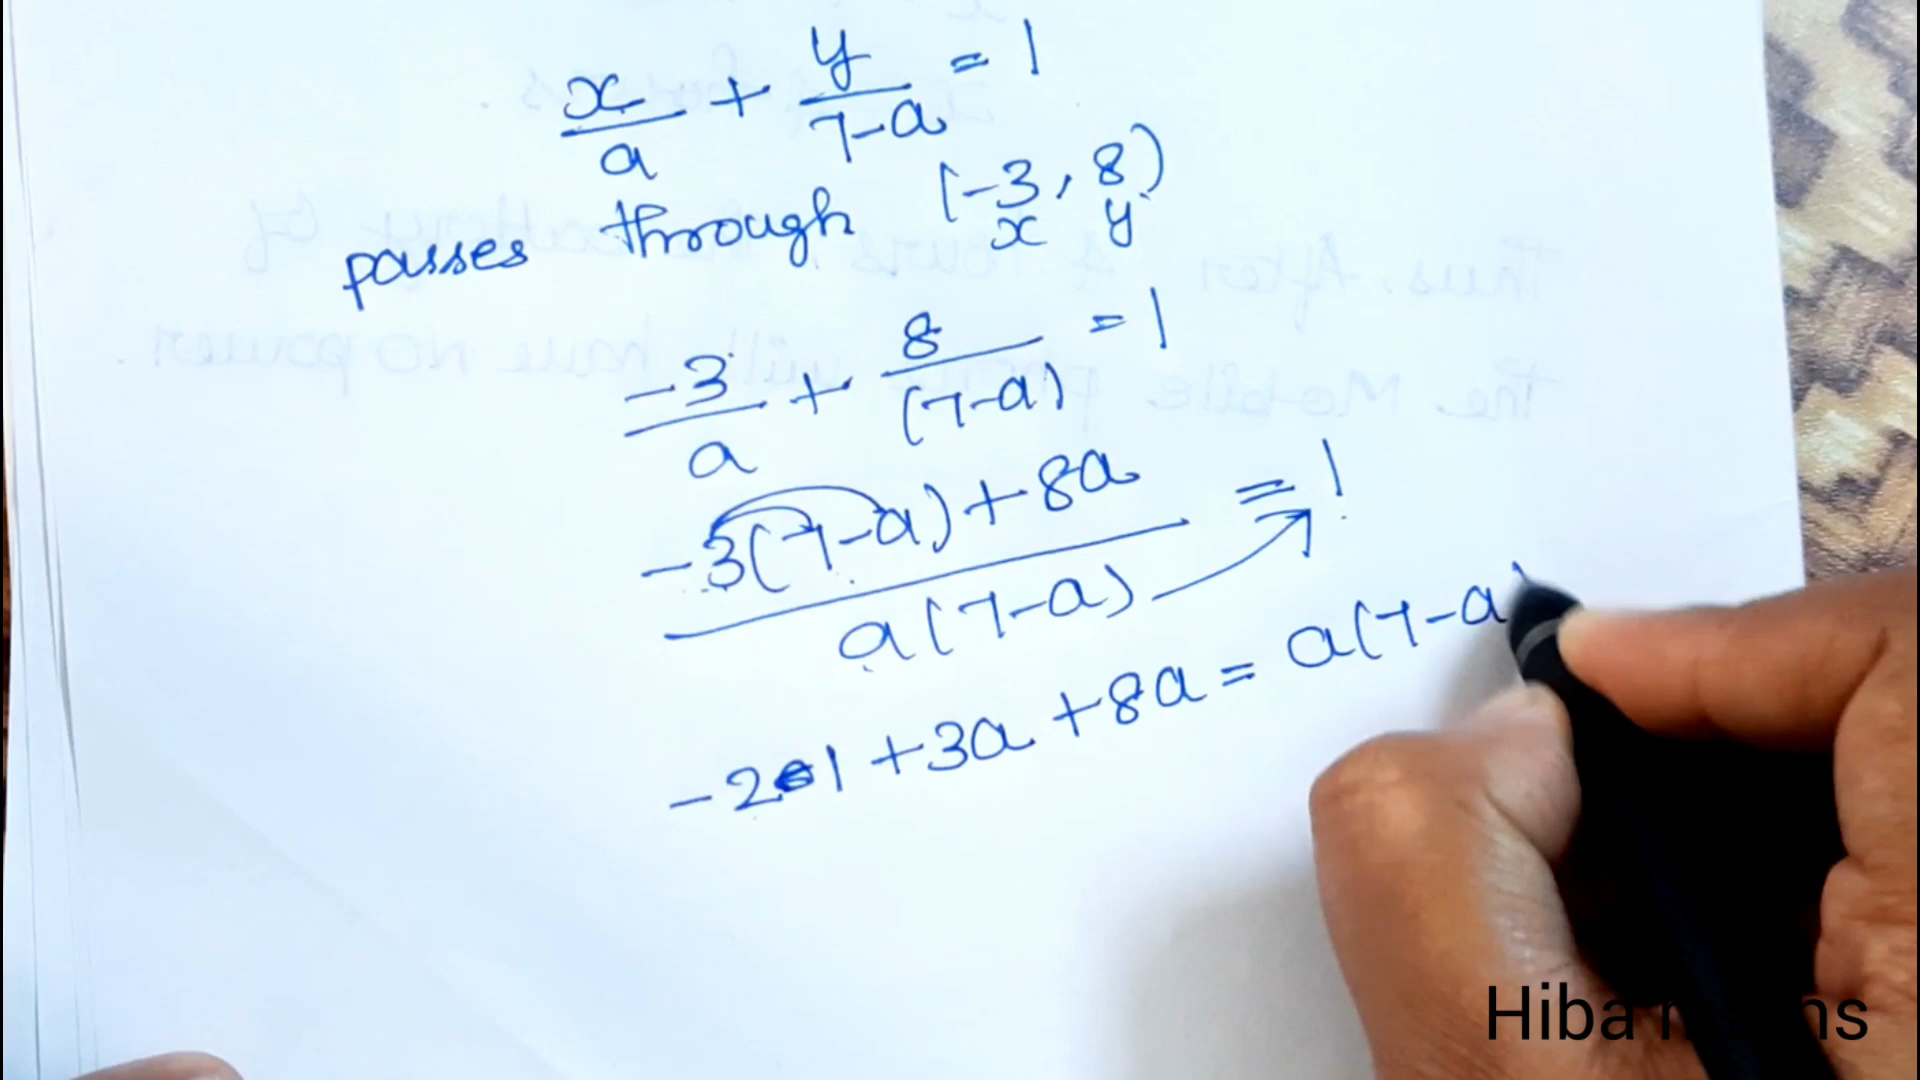 x/a + y/7-a = 1
passes through (-3, 8)
x y
-3/a + 8/(7-a) = 1
-3(7-a)+8a / a(7-a) = 1
-21 +3a +8a = a(7-a)
Hiba